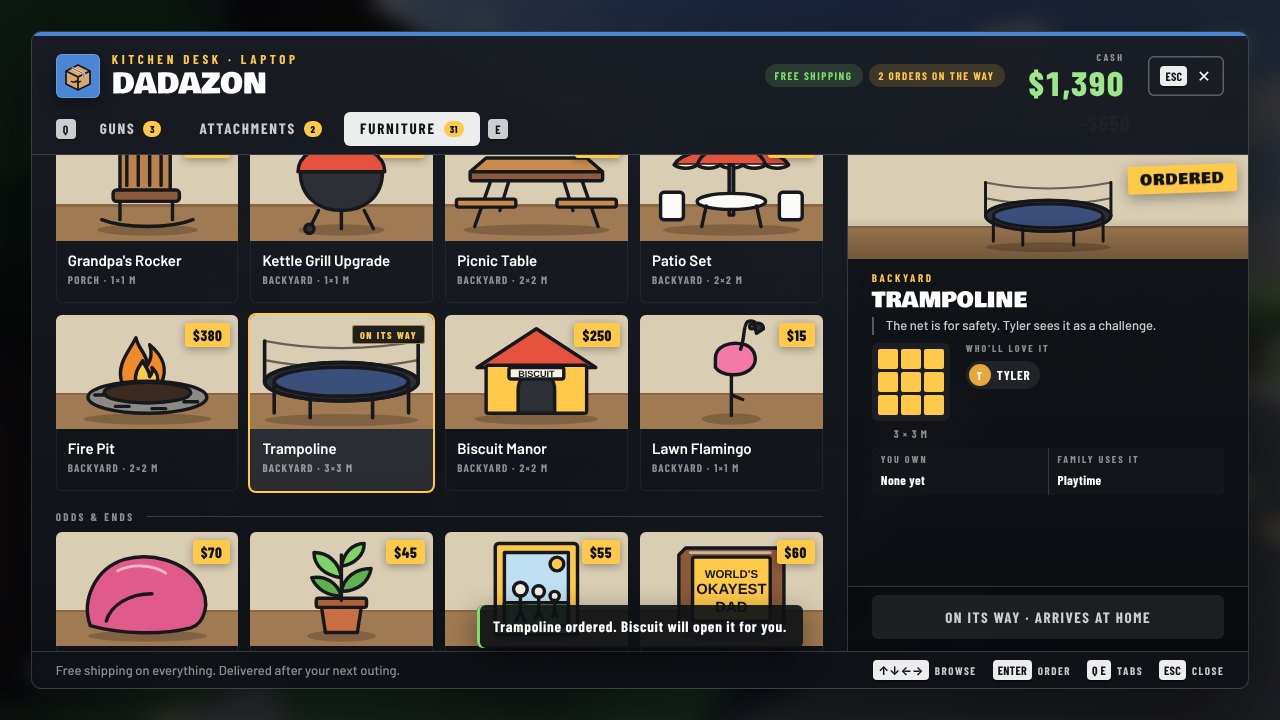 KITCHEN DESK · LAPTOP
DADAZON
FREE SHIPPING
2 ORDERS ON THE WAY
CASH
$1,390
-$550
ESC ✕
Q
GUNS 3
ATTACHMENTS 2
FURNITURE 31
E
Grandpa's Rocker
PORCH · 1×1 M
Kettle Grill Upgrade
BACKYARD · 1×1 M
Picnic Table
BACKYARD · 2×2 M
Patio Set
BACKYARD · 2×2 M
$380
Fire Pit
BACKYARD · 2×2 M
ON ITS WAY
Trampoline
BACKYARD · 3×3 M
$250
BISCUIT
Biscuit Manor
BACKYARD · 2×2 M
$15
Lawn Flamingo
BACKYARD · 1×1 M
ODDS & ENDS
$70
$45
$55
$60
WORLD'S
OKAYEST
DAD
Trampoline ordered. Biscuit will open it for you.
ORDERED
BACKYARD
TRAMPOLINE
The net is for safety. Tyler sees it as a challenge.
3 × 3 M
WHO'LL LOVE IT
T TYLER
YOU OWN
None yet
FAMILY USES IT
Playtime
ON ITS WAY · ARRIVES AT HOME
Free shipping on everything. Delivered after your next outing.
↑↓←→ BROWSE
ENTER ORDER
Q E TABS
ESC CLOSE